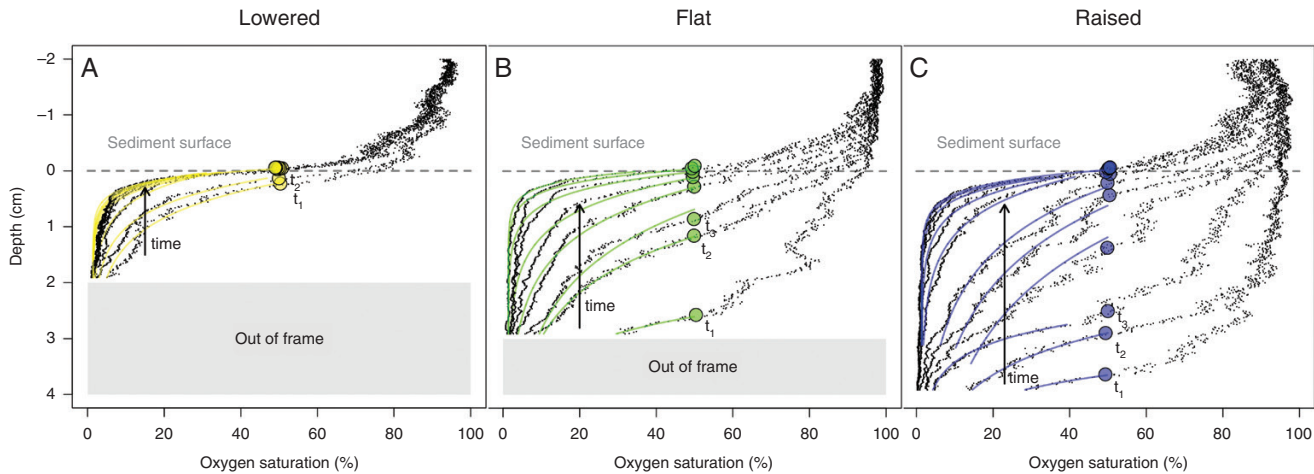 Lowered
Flat
Raised
A
B
C
Depth (cm)
–2
–1
0
1
2
3
4
Sediment surface
t2
t1
time
Out of frame
0
20
40
60
80
100
Oxygen saturation (%)
Sediment surface
t3
t2
time
t1
Out of frame
0
20
40
60
80
100
Oxygen saturation (%)
Sediment surface
t3
t2
time
t1
0
20
40
60
80
100
Oxygen saturation (%)